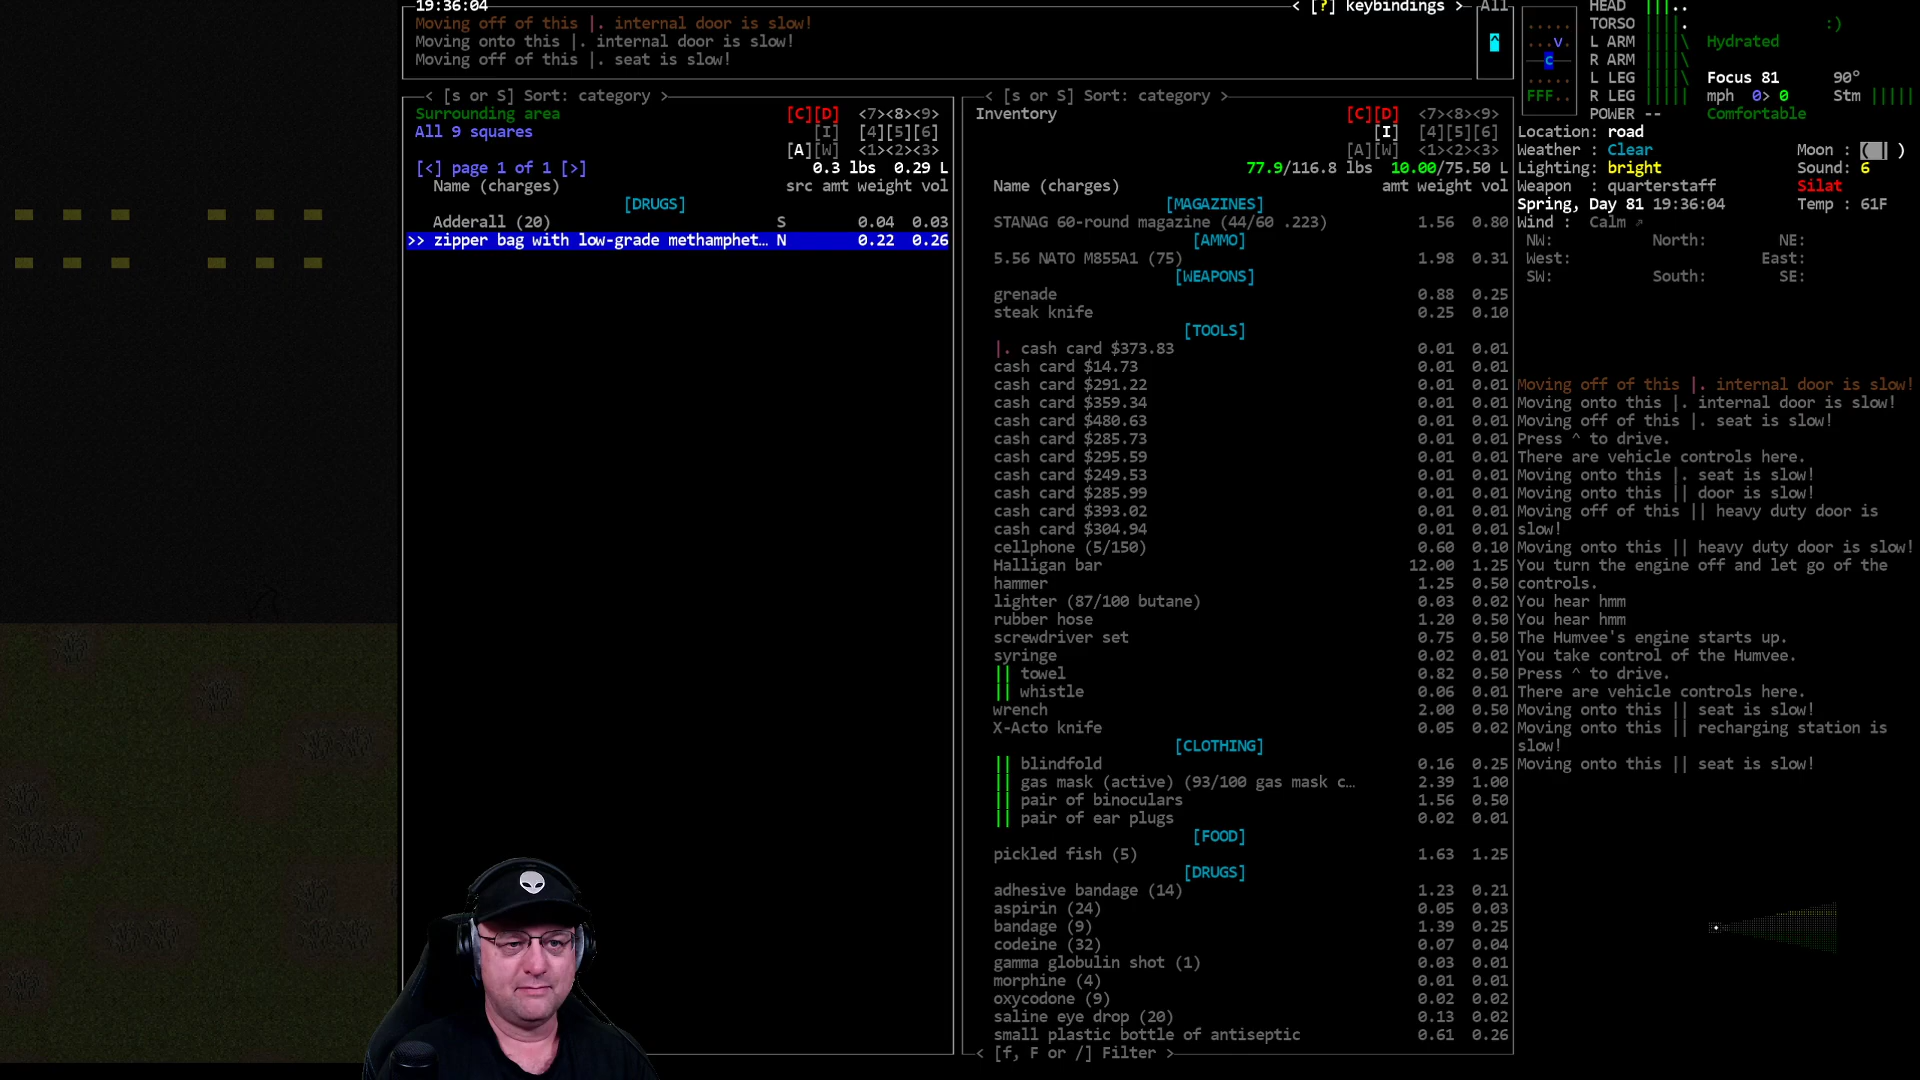 19:36:04
< [?] keybindings >
All
Moving off of this |. internal door is slow!
Moving onto this |. internal door is slow!
Moving off of this |. seat is slow!
^
< [s or S] Sort: category >
Surrounding area
[C][D] <7><8><9>
All 9 squares
[I] [4][5][6]
[A][W] <1><2><3>
[<] page 1 of 1 [>]
0.3 lbs 0.29 L
Name (charges) src amt weight vol
[DRUGS]
Adderall (20) S 0.04 0.03
>> zipper bag with low-grade methamphet… N 0.22 0.26
< [s or S] Sort: category >
Inventory
[C][D] <7><8><9>
[I] [4][5][6]
[A][W] <1><2><3>
77.9/116.8 lbs 10.00/75.50 L
Name (charges) amt weight vol
[MAGAZINES]
STANAG 60-round magazine (44/60 .223) 1.56 0.80
[AMMO]
5.56 NATO M855A1 (75) 1.98 0.31
[WEAPONS]
grenade 0.88 0.25
steak knife 0.25 0.10
[TOOLS]
|. cash card $373.83 0.01 0.01
cash card $14.73 0.01 0.01
cash card $291.22 0.01 0.01
cash card $359.34 0.01 0.01
cash card $480.63 0.01 0.01
cash card $285.73 0.01 0.01
cash card $295.59 0.01 0.01
cash card $249.53 0.01 0.01
cash card $285.99 0.01 0.01
cash card $393.02 0.01 0.01
cash card $304.94 0.01 0.01
cellphone (5/150) 0.60 0.10
Halligan bar 12.00 1.25
hammer 1.25 0.50
lighter (87/100 butane) 0.03 0.02
rubber hose 1.20 0.50
screwdriver set 0.75 0.50
syringe 0.02 0.01
|| towel 0.82 0.50
|| whistle 0.06 0.01
wrench 2.00 0.50
X-Acto knife 0.05 0.02
[CLOTHING]
|| blindfold 0.16 0.25
|| gas mask (active) (93/100 gas mask c… 2.39 1.00
|| pair of binoculars 1.56 0.50
|| pair of ear plugs 0.02 0.01
[FOOD]
pickled fish (5) 1.63 1.25
[DRUGS]
adhesive bandage (14) 1.23 0.21
aspirin (24) 0.05 0.03
bandage (9) 1.39 0.25
codeine (32) 0.07 0.04
gamma globulin shot (1) 0.03 0.01
morphine (4) 0.01 0.01
oxycodone (9) 0.02 0.02
saline eye drop (20) 0.13 0.02
small plastic bottle of antiseptic 0.61 0.26
< [f, F or /] Filter >
.....
...v.
c
.....
FFF..
HEAD |||..
TORSO ||||. :)
L ARM ||||\ Hydrated
R ARM ||||\
L LEG ||||\ Focus 81 90°
R LEG ||||| mph 0> 0 Stm |||||
POWER -- Comfortable
Location: road
Weather : Clear Moon : ( | )
Lighting: bright Sound: 6
Weapon : quarterstaff Silat
Spring, Day 81 19:36:04 Temp : 61F
Wind : Calm
NW: North: NE:
West: East:
SW: South: SE:
Moving off of this |. internal door is slow!
Moving onto this |. internal door is slow!
Moving off of this |. seat is slow!
Press ^ to drive.
There are vehicle controls here.
Moving onto this |. seat is slow!
Moving onto this || door is slow!
Moving off of this || heavy duty door is
slow!
Moving onto this || heavy duty door is slow!
You turn the engine off and let go of the
controls.
You hear hmm
You hear hmm
The Humvee's engine starts up.
You take control of the Humvee.
Press ^ to drive.
There are vehicle controls here.
Moving onto this || seat is slow!
Moving onto this || recharging station is
slow!
Moving onto this || seat is slow!